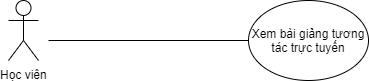 Xem bài giảng tương
tác trực tuyến
Học viên